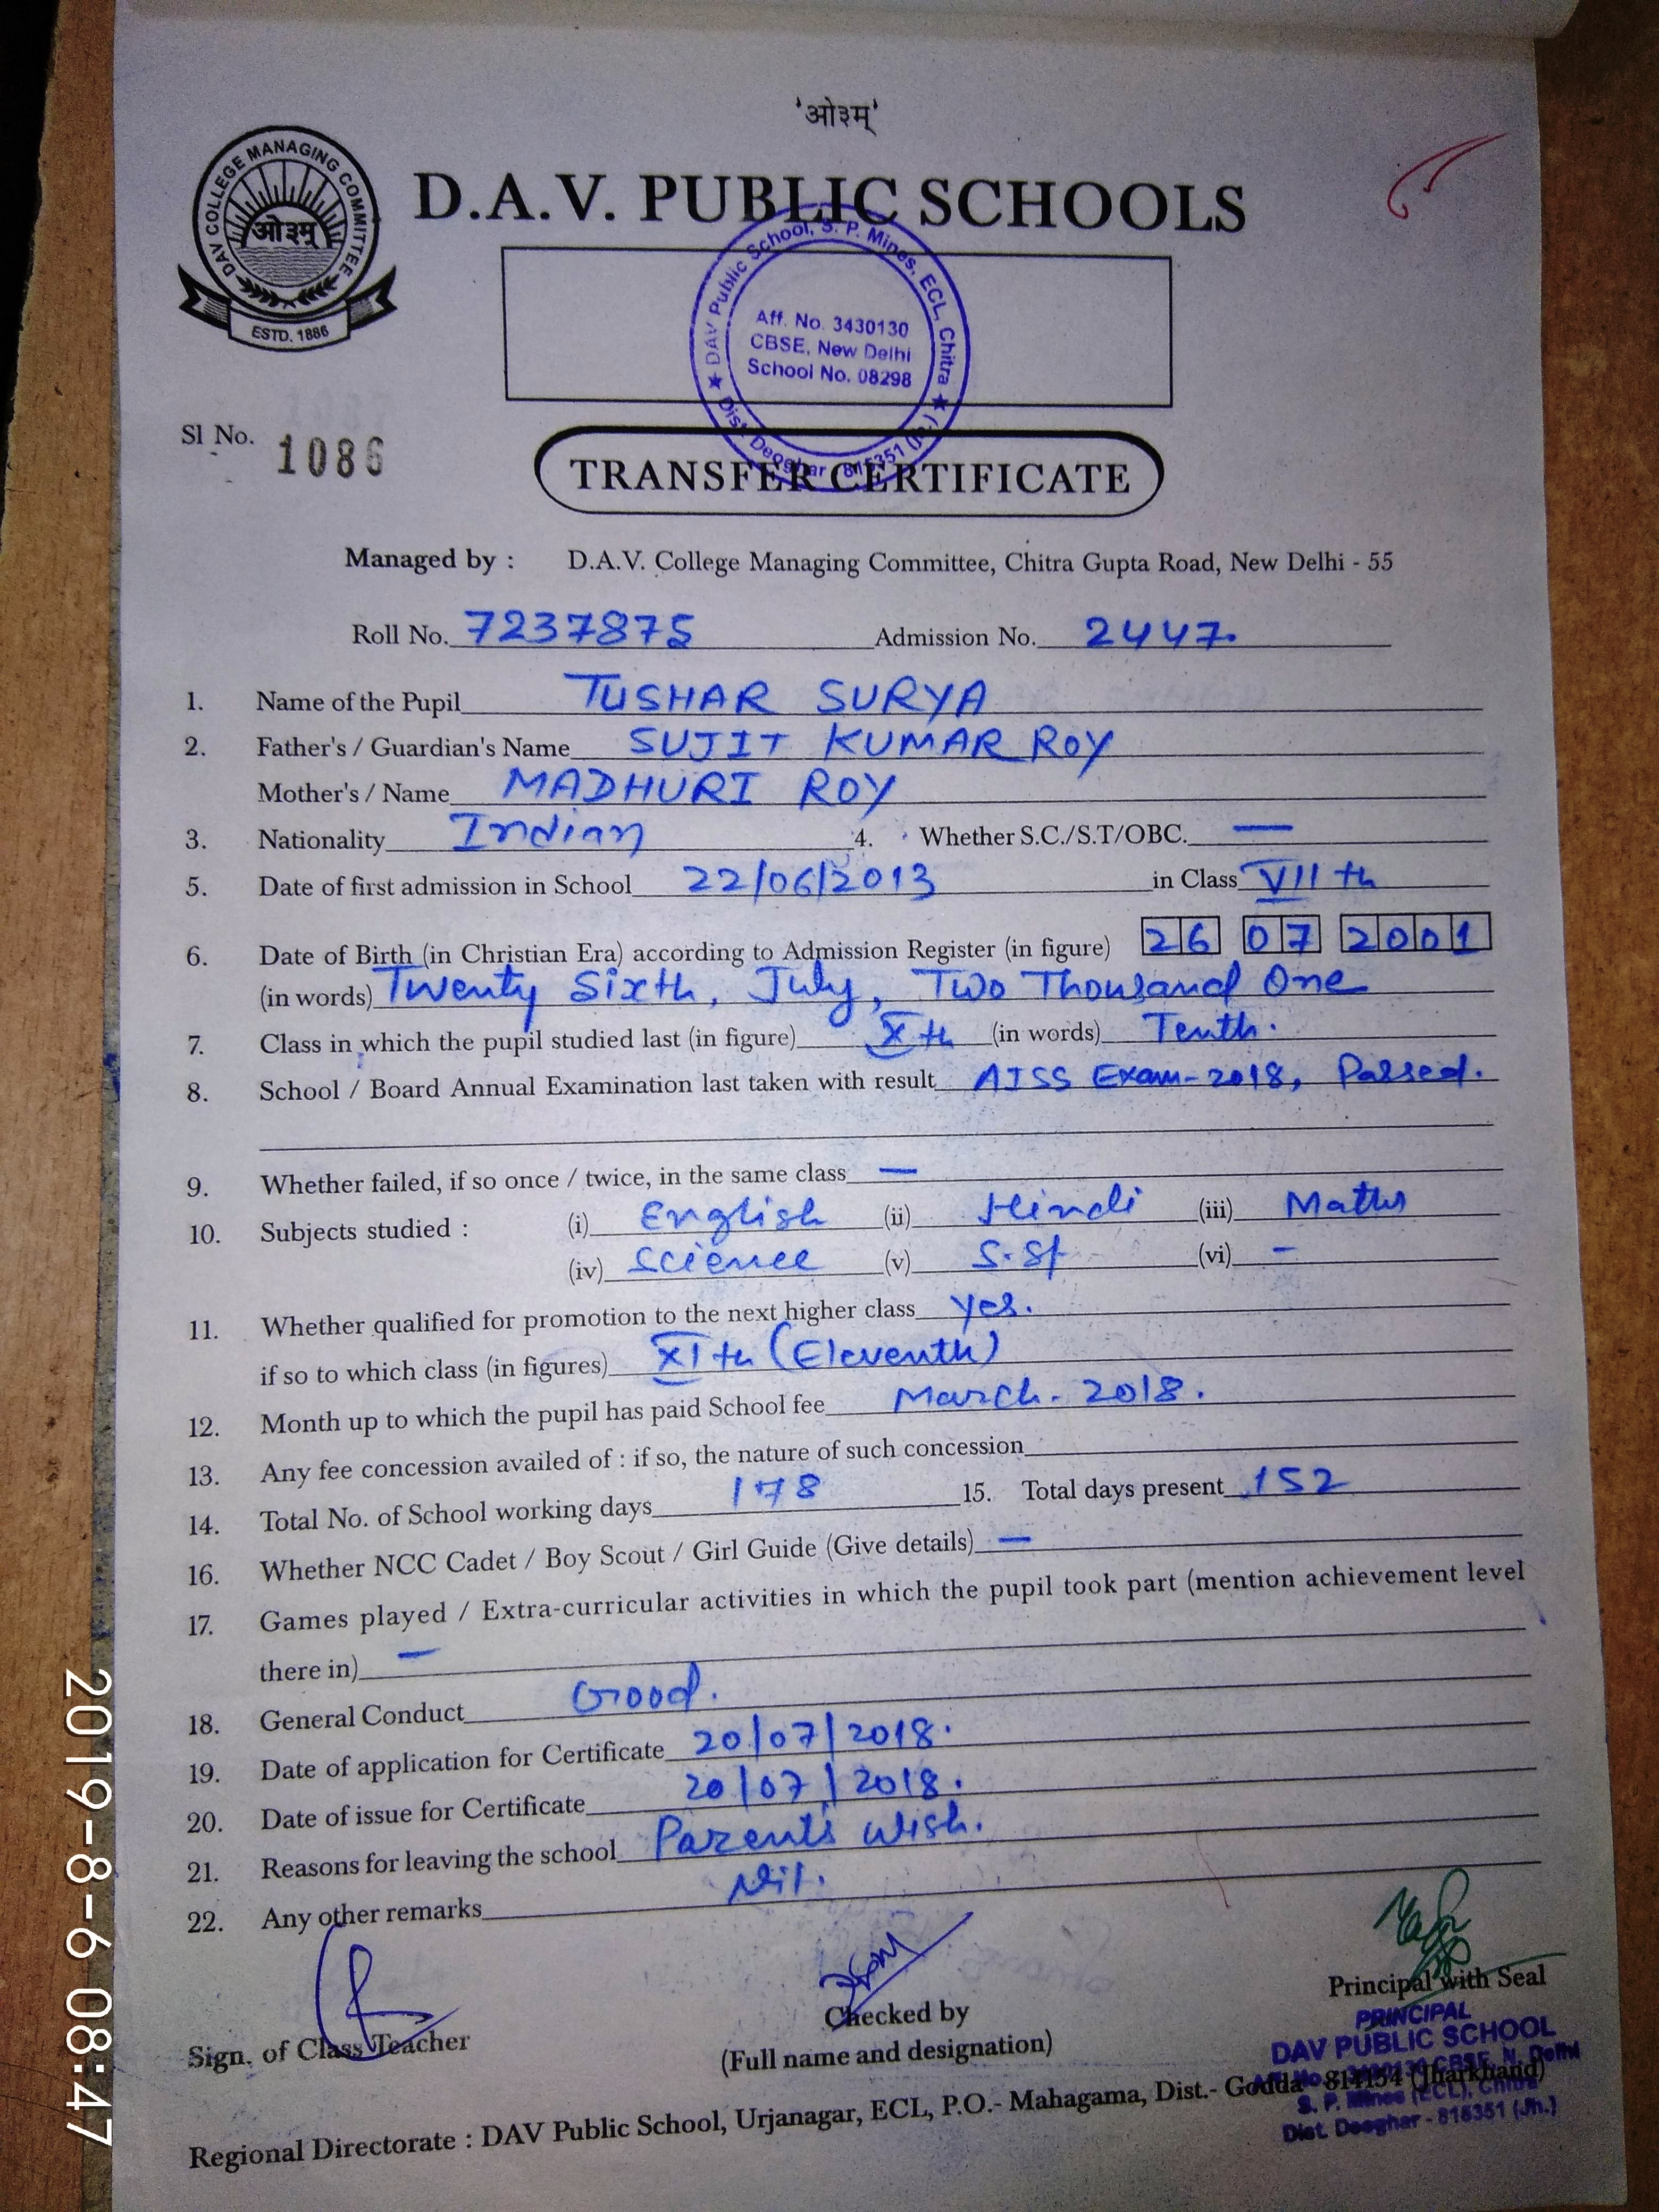 'ओ३म्'
DAV COLLEGE MANAGING COMMITTEE
ओ३म्
ESTD. 1886
D.A.V. PUBLIC SCHOOLS
DAV Public School, S. P. Mines, ECL, Chitra
Aff. No. 3430130
CBSE, New Delhi
School No. 08298
Dist. Deoghar - 815351 (Jh.)
Sl No. 1086
TRANSFER CERTIFICATE
Managed by : D.A.V. College Managing Committee, Chitra Gupta Road, New Delhi - 55
Roll No. 7237875 Admission No. 2447.
1. Name of the Pupil TUSHAR SURYA
2. Father's / Guardian's Name SUJIT KUMAR ROY
Mother's / Name MADHURI ROY
3. Nationality Indian 4. Whether S.C./S.T/OBC. —
5. Date of first admission in School 22/06/2013 in Class VII th
6. Date of Birth (in Christian Era) according to Admission Register (in figure) 26 07 2001
(in words) Twenty Sixth, July, Two Thousand One
7. Class in which the pupil studied last (in figure) Xth (in words) Tenth.
8. School / Board Annual Examination last taken with result AISS Exam-2018, Passed.
9. Whether failed, if so once / twice, in the same class —
10. Subjects studied : (i) English (ii) Hindi (iii) Maths
(iv) Science (v) S.St (vi) -
11. Whether qualified for promotion to the next higher class yes.
if so to which class (in figures) XIth (Eleventh)
12. Month up to which the pupil has paid School fee March- 2018.
13. Any fee concession availed of : if so, the nature of such concession
14. Total No. of School working days 178 15. Total days present 152
16. Whether NCC Cadet / Boy Scout / Girl Guide (Give details) —
17. Games played / Extra-curricular activities in which the pupil took part (mention achievement level
there in) —
18. General Conduct Good.
19. Date of application for Certificate 20/07/2018.
20. Date of issue for Certificate 20/07/2018.
21. Reasons for leaving the school Parents Wish.
22. Any other remarks Nil.
Sign. of Class Teacher
Checked by
(Full name and designation)
Principal with Seal
PRINCIPAL
DAV PUBLIC SCHOOL
CBSE, N. Delhi
S. P. Mines (ECL), Chitra
Dist. Deoghar - 815351 (Jh.)
Regional Directorate : DAV Public School, Urjanagar, ECL, P.O.- Mahagama, Dist.- Godda - 814154 (Jharkhand)
2019-8-6 08:47